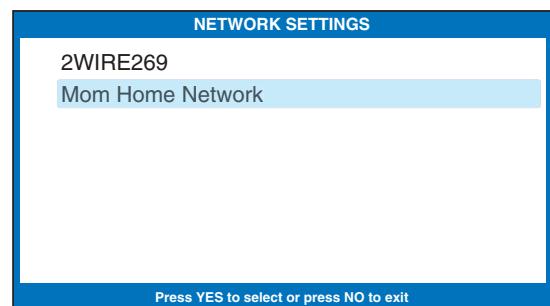 NETWORK SETTINGS
2WIRE269
Mom Home Network
Press YES to select or press NO to exit